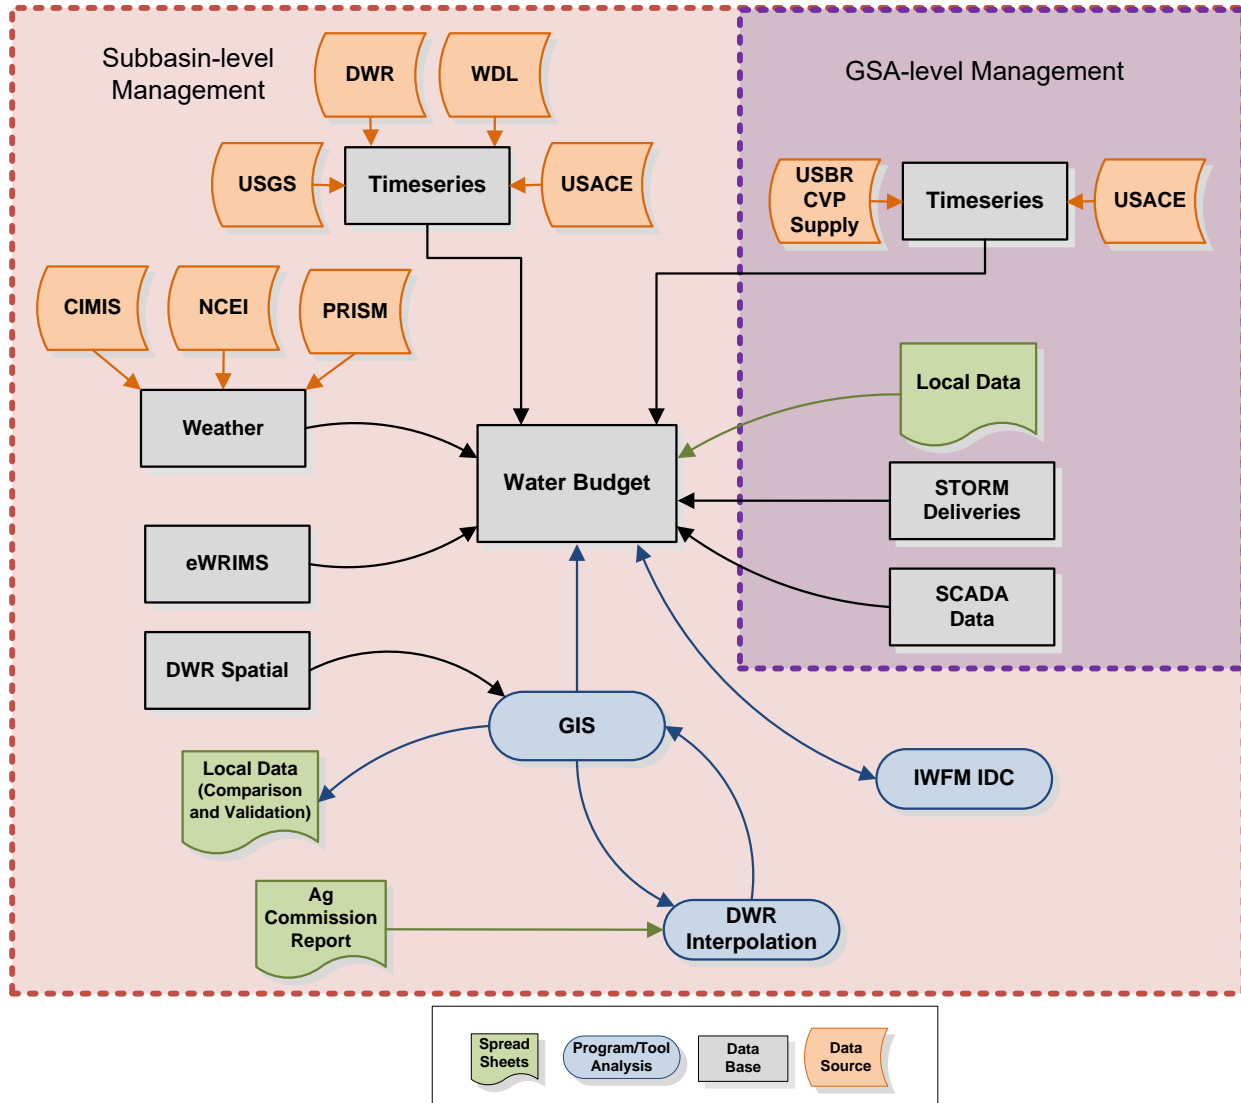 Subbasin-level
Management
GSA-level Management
DWR
WDL
USGS
Timeseries
USACE
USBR
CVP
Supply
Timeseries
USACE
CIMIS
NCEI
PRISM
Weather
Local Data
Water Budget
STORM
Deliveries
eWRIMS
SCADA
Data
DWR Spatial
GIS
Local Data
(Comparison
and Validation)
IWFM IDC
Ag
Commission
Report
DWR
Interpolation
Spread
Sheets
Program/Tool
Analysis
Data
Base
Data
Source